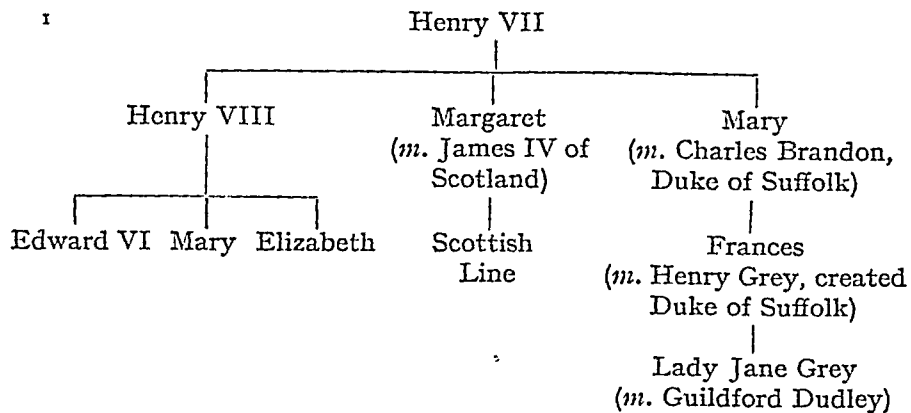 1
Henry VII
Henry VIII
Margaret
(m. James IV of
Scotland)
Mary
(m. Charles Brandon,
Duke of Suffolk)
Edward VI Mary Elizabeth
Scottish
Line
Frances
(m. Henry Grey, created
Duke of Suffolk)
Lady Jane Grey
(m. Guildford Dudley)